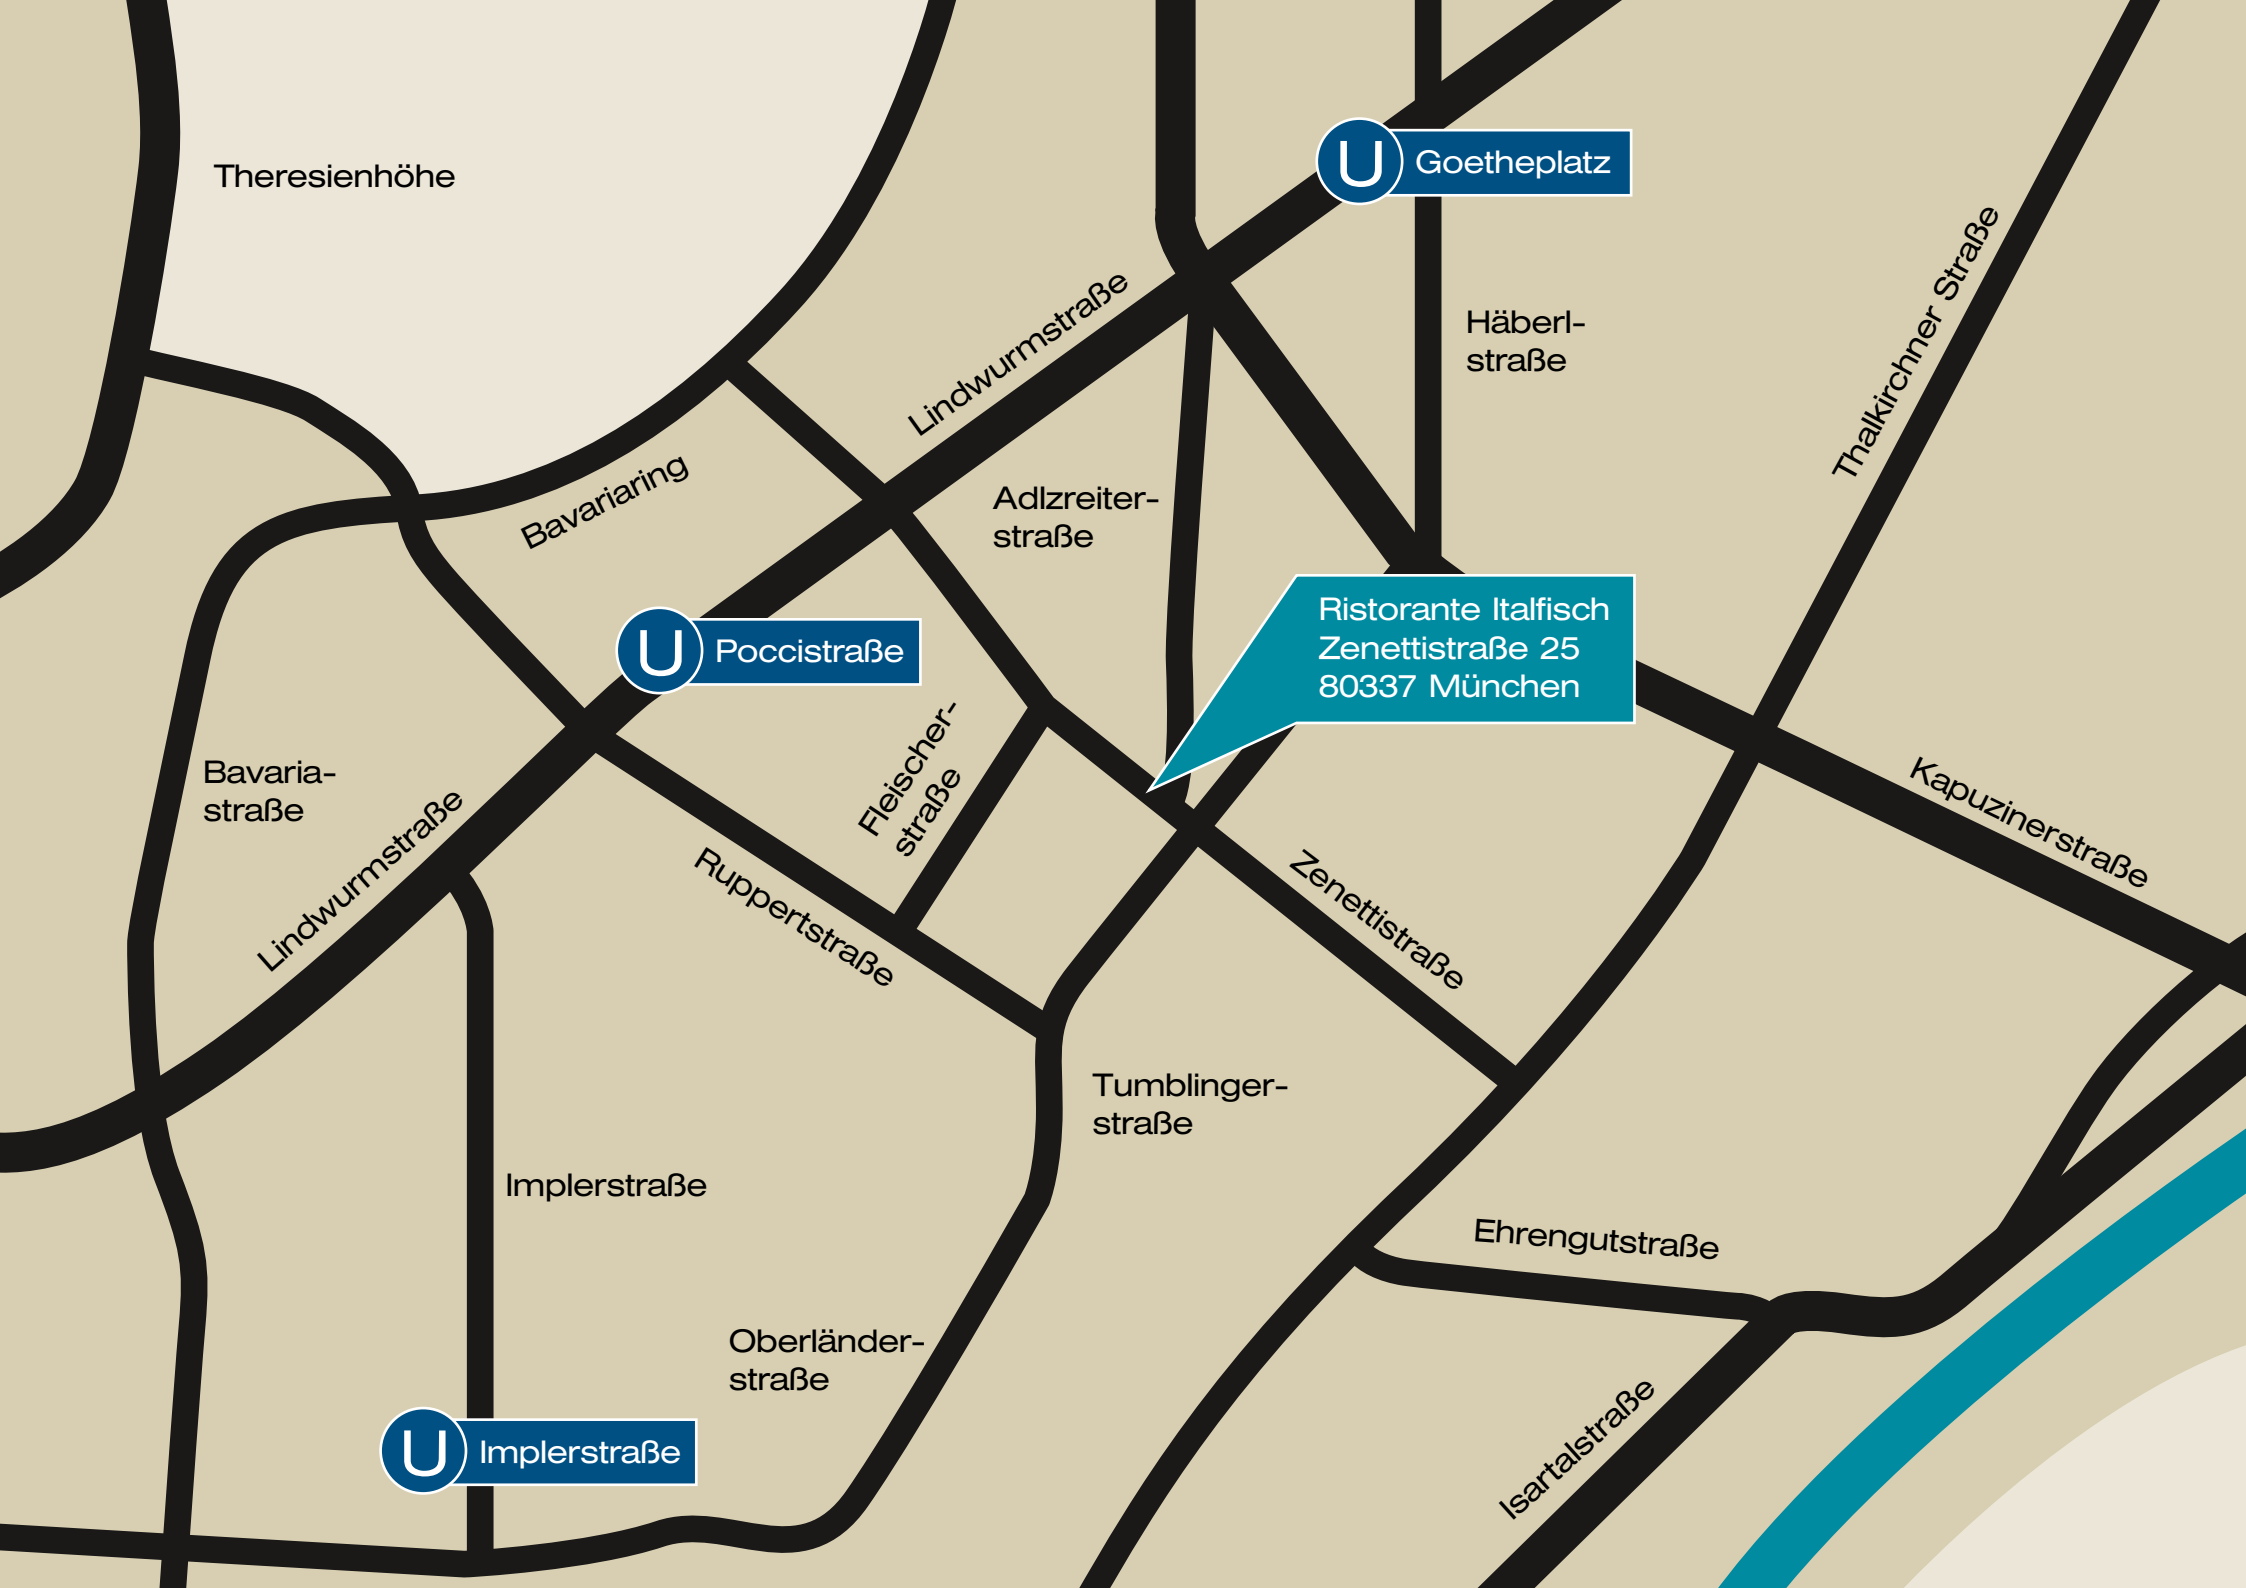 U Goetheplatz
Theresienhöhe
Thalkirchner Straße
Lindwurmstraße
Häberl-
straße
Bavariaring
Adlzreiter-
straße
Ristorante Italfisch
Zenettistraße 25
80337 München
U Poccistraße
Fleischer-
straße
Bavaria-
straße
Kapuzinerstraße
Lindwurmstraße
Ruppertstraße
Zenettistraße
Tumblinger-
straße
Implerstraße
Ehrengutstraße
Oberländer-
straße
Isartalstraße
U Implerstraße